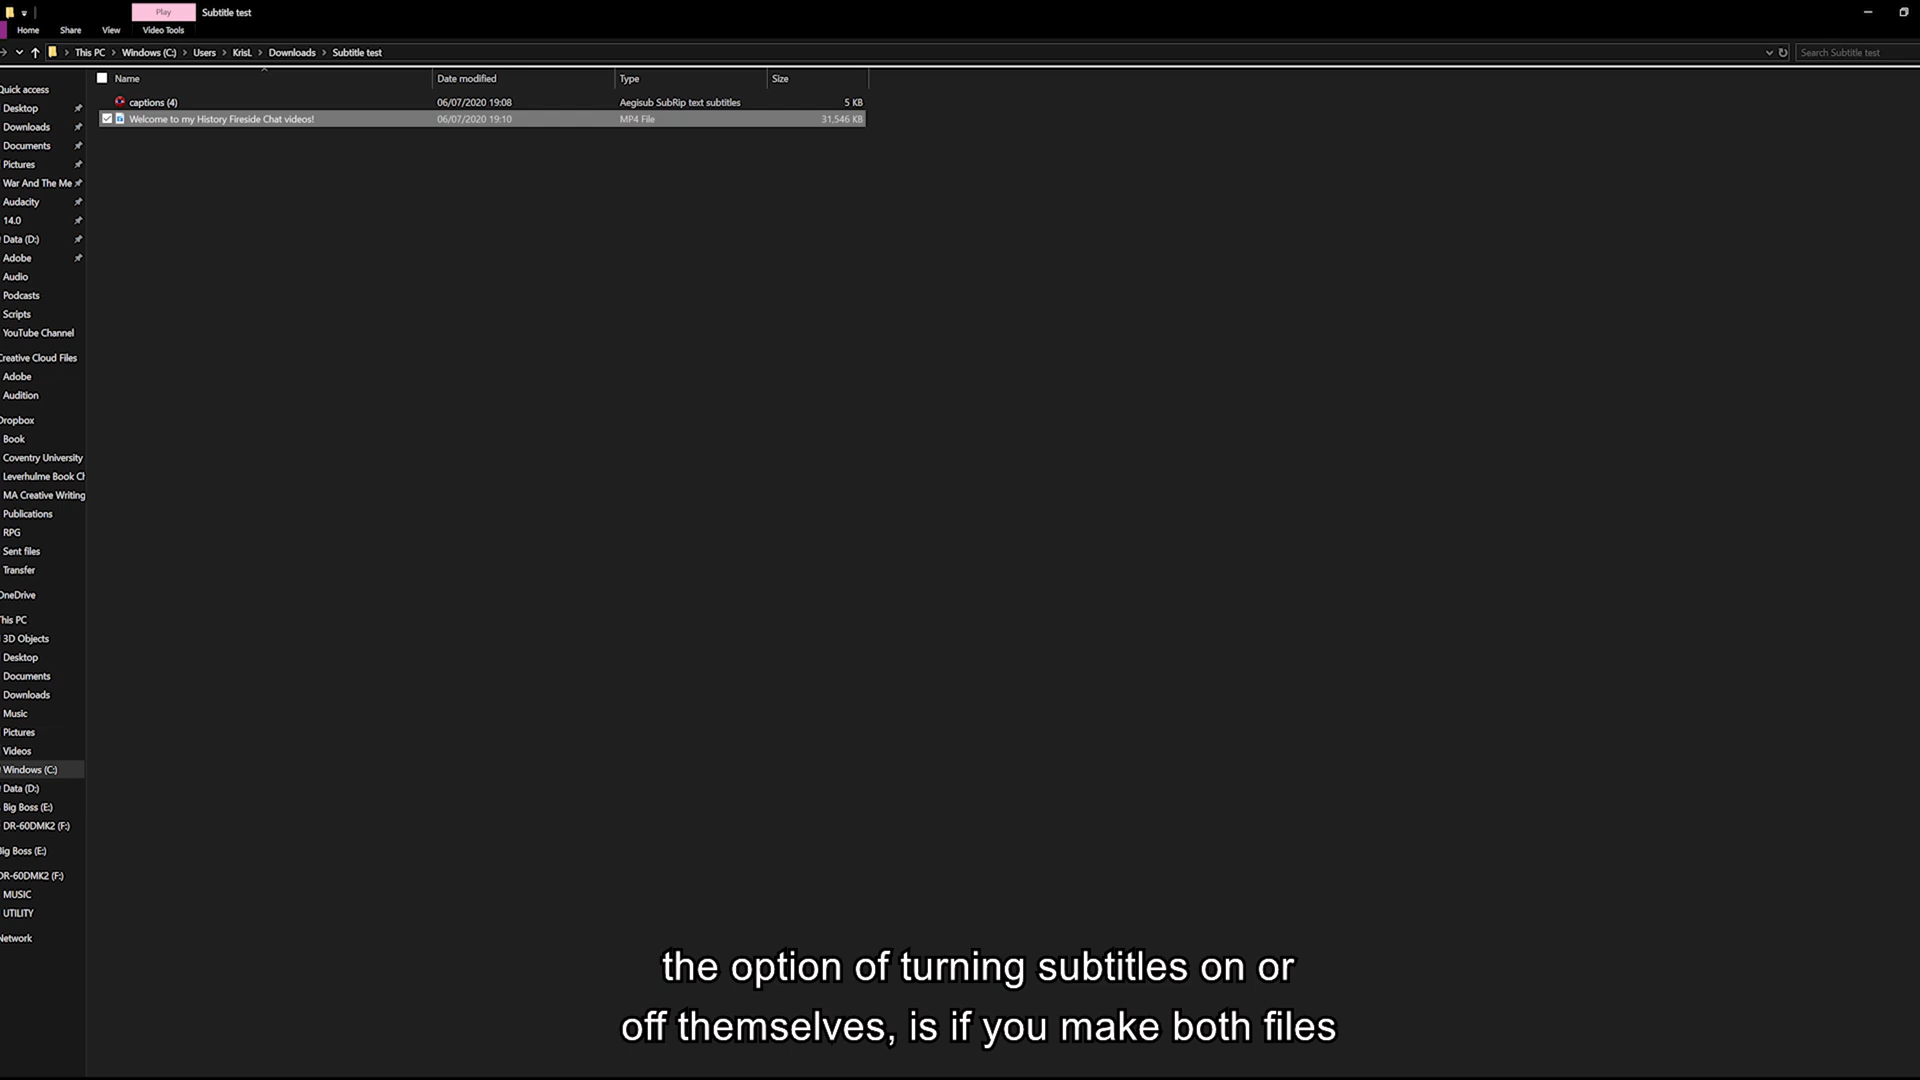 Play
Subtitle test
Home
Share
View
Video Tools
This PC
Windows (C:)
Users
KrisL
Downloads
Subtitle test
Search Subtitle test
Name
Date modified
Type
Size
captions (4)
06/07/2020 19:08
Aegisub SubRip text subtitles
5 KB
Welcome to my History Fireside Chat videos!
06/07/2020 19:10
MP4 File
31,546 KB
Quick access
Desktop
Downloads
Documents
Pictures
War And The Me
Audacity
14.0
Data (D:)
Adobe
Audio
Podcasts
Scripts
YouTube Channel
Creative Cloud Files
Adobe
Audition
Dropbox
Book
Coventry University
Leverhulme Book Ch
MA Creative Writing
Publications
RPG
Sent files
Transfer
OneDrive
This PC
3D Objects
Desktop
Documents
Downloads
Music
Pictures
Videos
Windows (C:)
Data (D:)
Big Boss (E:)
DR-60DMK2 (F:)
Big Boss (E:)
DR-60DMK2 (F:)
MUSIC
UTILITY
Network
the option of turning subtitles on or
off themselves, is if you make both files